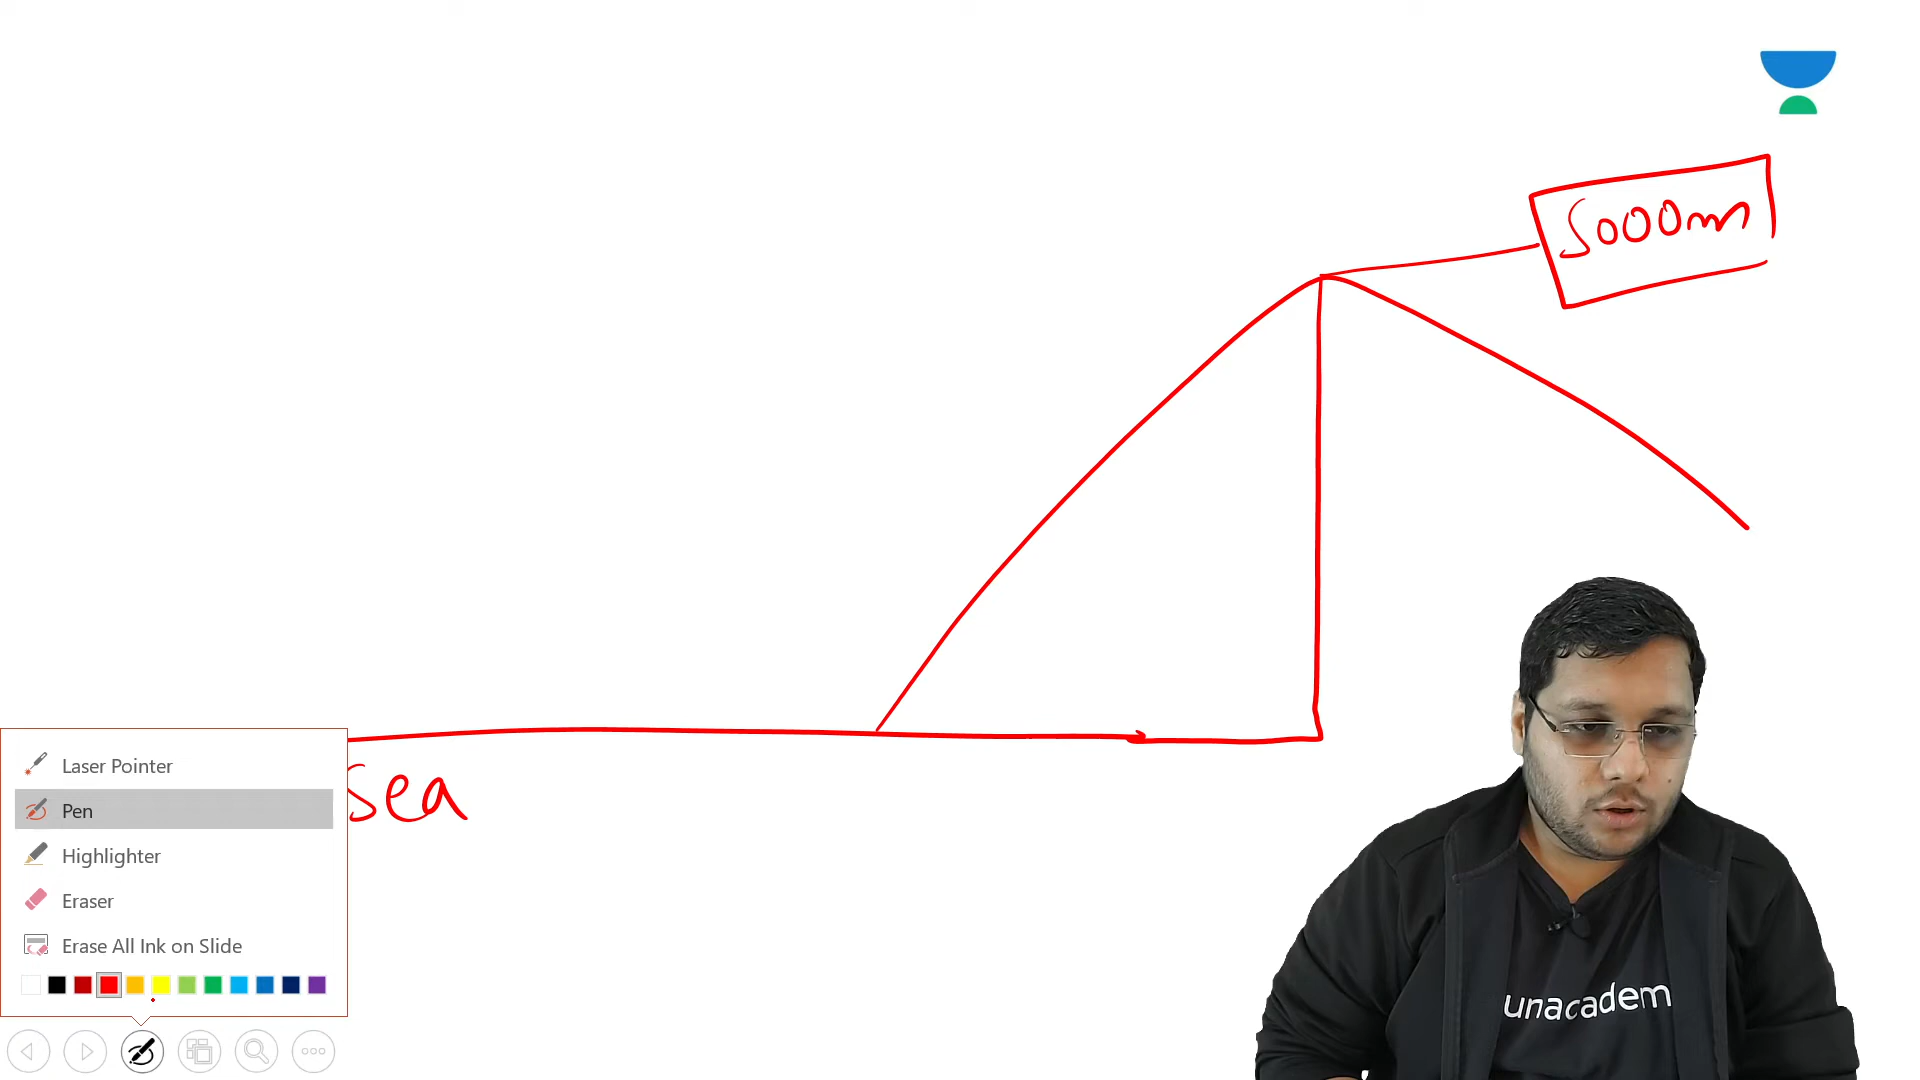 5000m
Laser Pointer
Pen
Sea
Highlighter
Eraser
Erase All Ink on Slide
unacadem